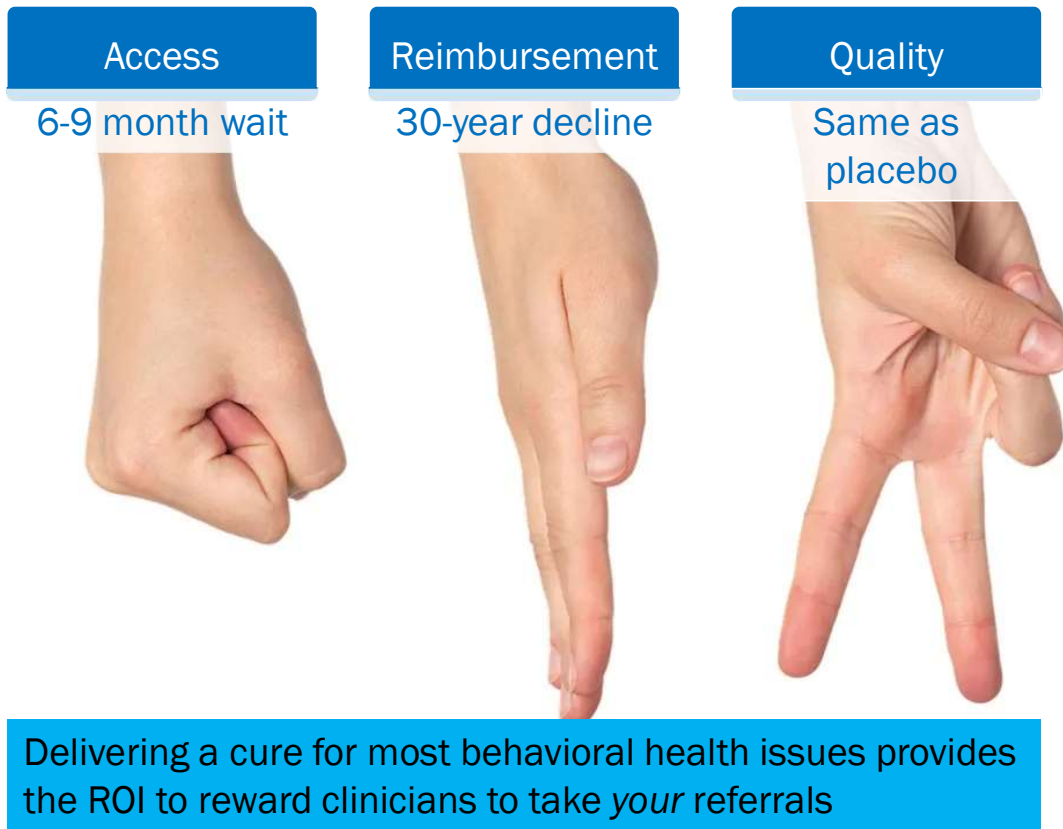 Access
Reimbursement
Quality
6-9 month wait
30-year decline
Same as
placebo
Delivering a cure for most behavioral health issues provides
the ROI to reward clinicians to take your referrals